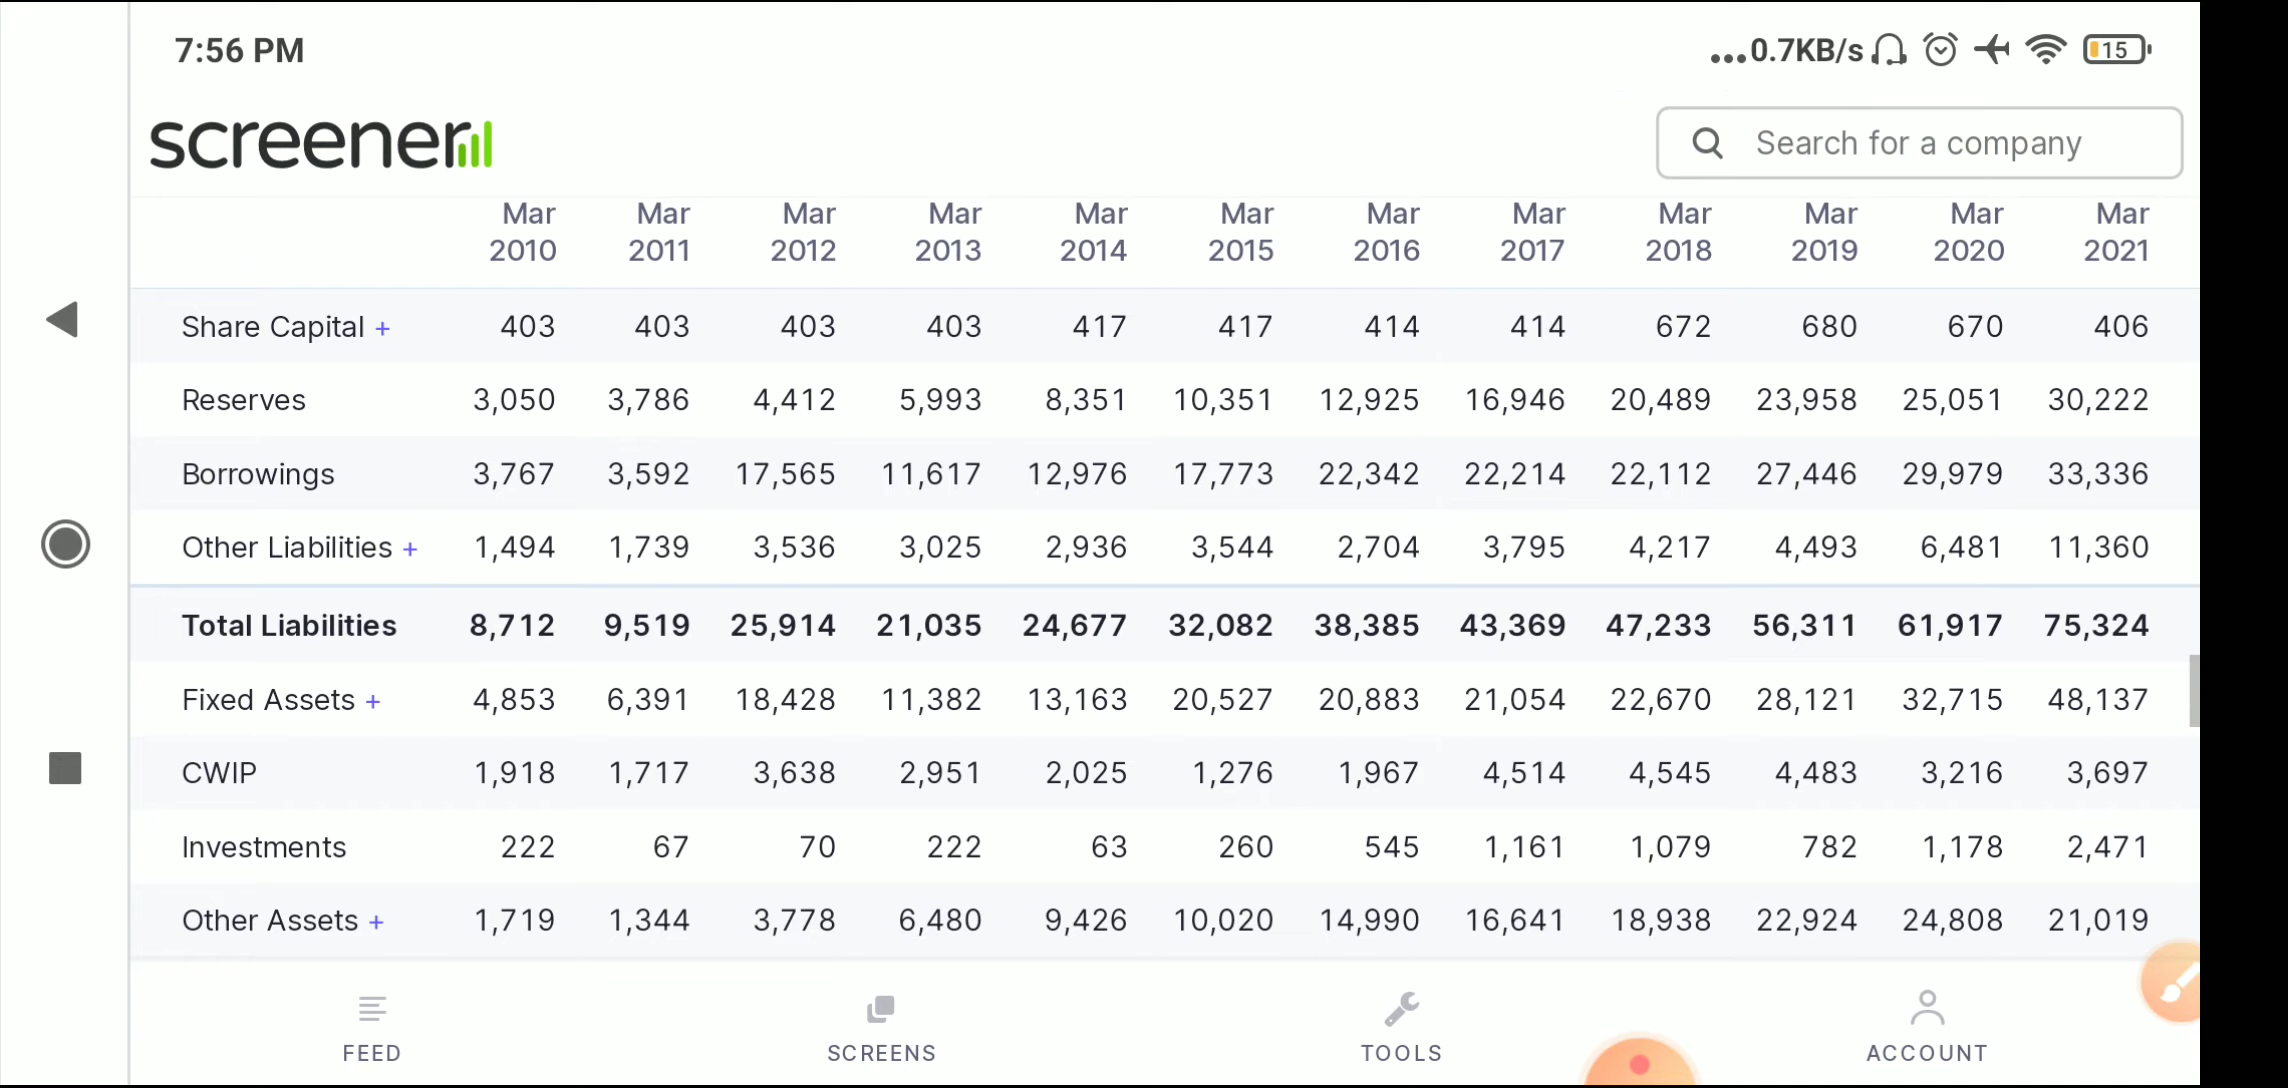 7:56 PM ...0.7KB/s 15
screener Search for a company
Mar Mar Mar Mar Mar Mar Mar Mar Mar Mar Mar Mar
2010 2011 2012 2013 2014 2015 2016 2017 2018 2019 2020 2021
Share Capital + 403 403 403 403 417 417 414 414 672 680 670 406
Reserves 3,050 3,786 4,412 5,993 8,351 10,351 12,925 16,946 20,489 23,958 25,051 30,222
Borrowings 3,767 3,592 17,565 11,617 12,976 17,773 22,342 22,214 22,112 27,446 29,979 33,336
Other Liabilities + 1,494 1,739 3,536 3,025 2,936 3,544 2,704 3,795 4,217 4,493 6,481 11,360
Total Liabilities 8,712 9,519 25,914 21,035 24,677 32,082 38,385 43,369 47,233 56,311 61,917 75,324
Fixed Assets + 4,853 6,391 18,428 11,382 13,163 20,527 20,883 21,054 22,670 28,121 32,715 48,137
CWIP 1,918 1,717 3,638 2,951 2,025 1,276 1,967 4,514 4,545 4,483 3,216 3,697
Investments 222 67 70 222 63 260 545 1,161 1,079 782 1,178 2,471
Other Assets + 1,719 1,344 3,778 6,480 9,426 10,020 14,990 16,641 18,938 22,924 24,808 21,019
FEED SCREENS TOOLS ACCOUNT